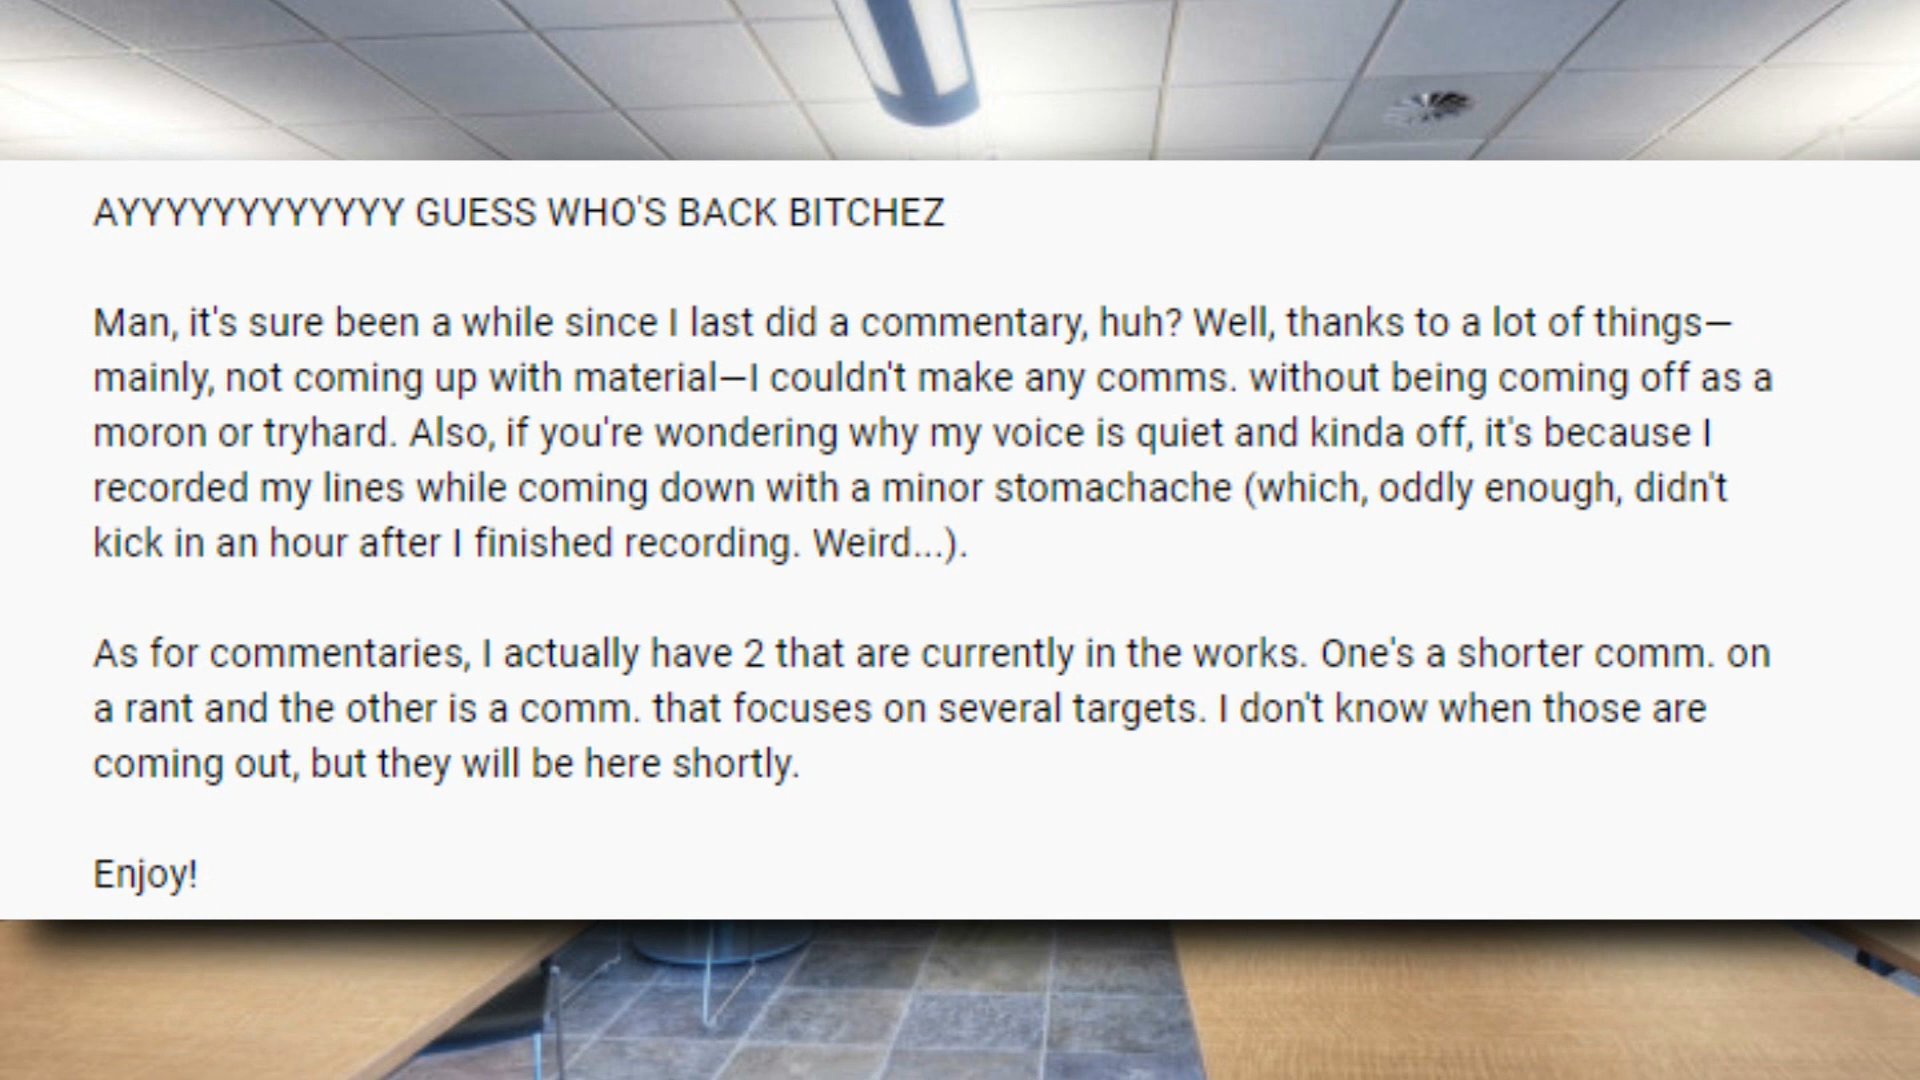 AYYYYYYYYYYYY GUESS WHO'S BACK BITCHEZ
Man, it's sure been a while since I last did a commentary, huh? Well, thanks to a lot of things—
mainly, not coming up with material—I couldn't make any comms. without being coming off as a
moron or tryhard. Also, if you're wondering why my voice is quiet and kinda off, it's because I
recorded my lines while coming down with a minor stomachache (which, oddly enough, didn't
kick in an hour after I finished recording. Weird...).
As for commentaries, I actually have 2 that are currently in the works. One's a shorter comm. on
a rant and the other is a comm. that focuses on several targets. I don't know when those are
coming out, but they will be here shortly.
Enjoy!